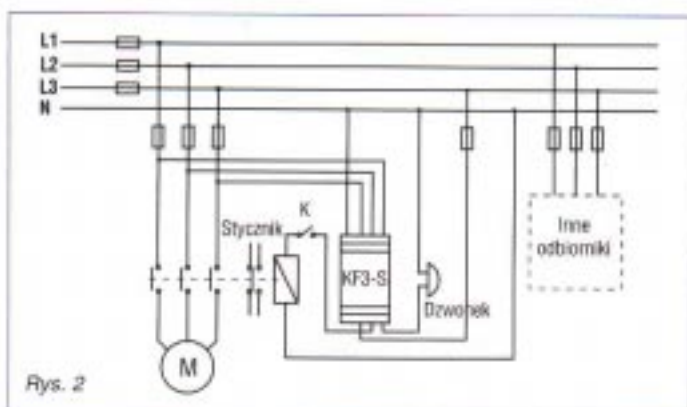 L1
L2
L3
N
K
Stycznik
KF3-S
Dzwonek
Inne
odbiorniki
M
Rys. 2